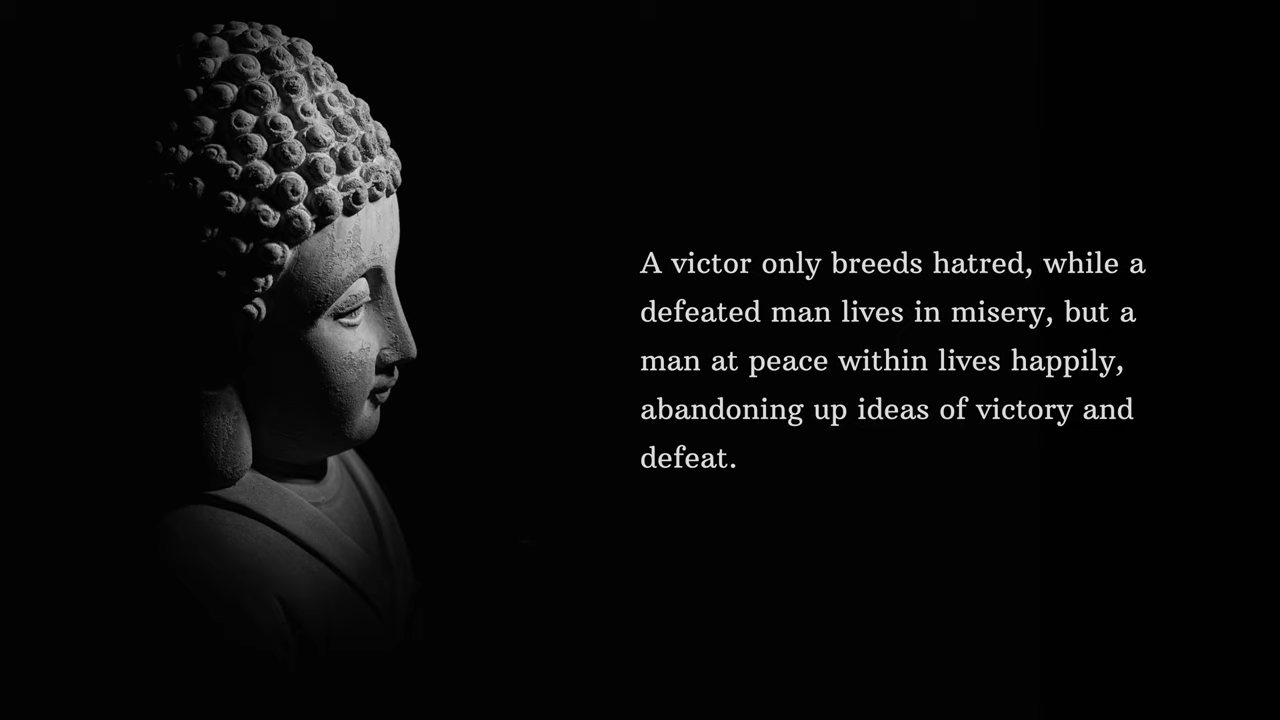 A victor only breeds hatred, while a
defeated man lives in misery, but a
man at peace within lives happily,
abandoning up ideas of victory and
defeat.